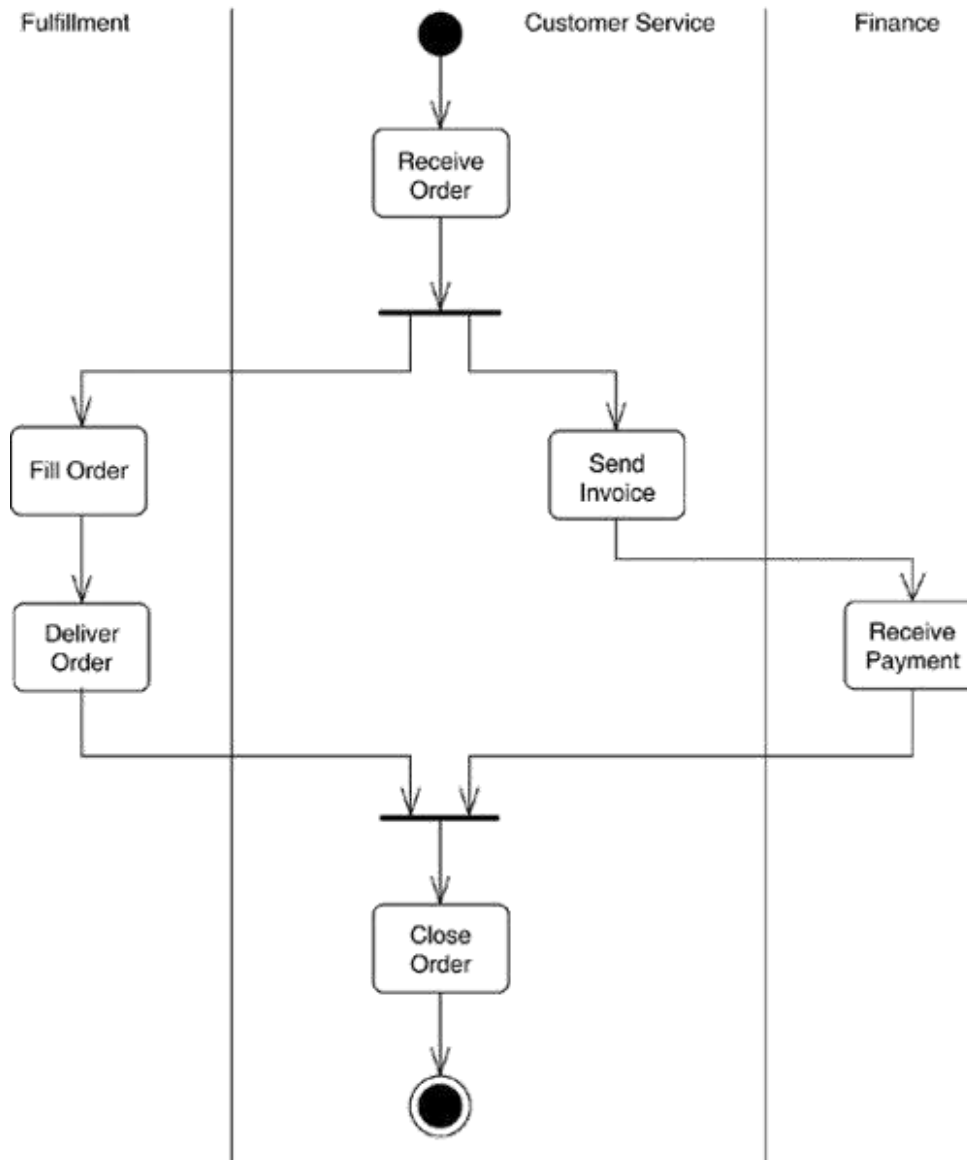 Fulfillment
Customer Service
Finance
Receive
Order
Fill Order
Send
Invoice
Deliver
Order
Receive
Payment
Close
Order